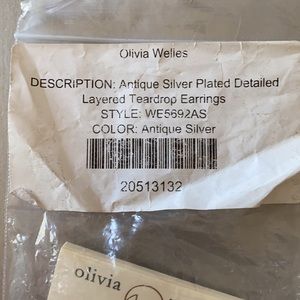 Olivia Welles
DESCRIPTION: Antique Silver Plated Detailed
Layered Teardrop Earrings
STYLE: WE5692AS
COLOR: Antique Silver
20513132
olivia